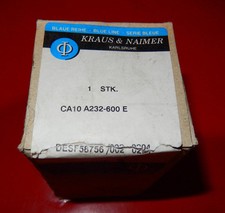 BLAUE REIHE BLUE LINE SERIE BLEUE
KRAUS & NAIMER
KARLSRUHE
1 STK.
CA10 A232-600 E